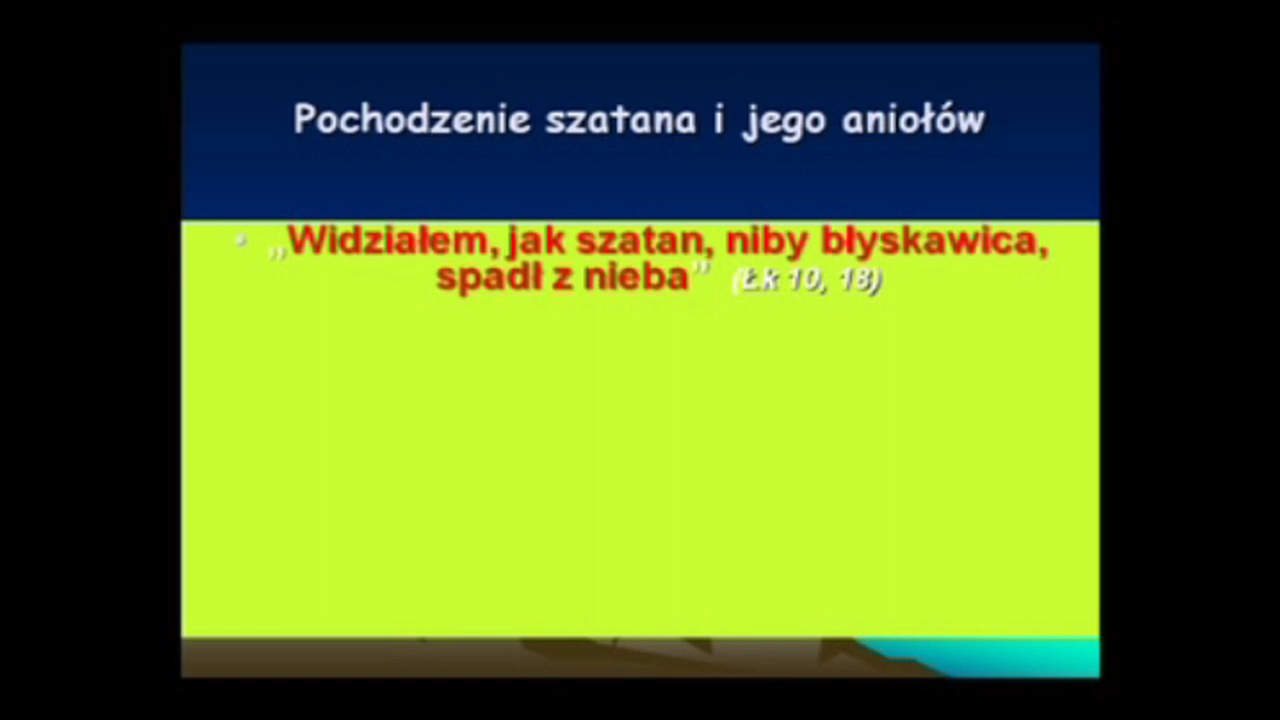 Pochodzenie szatana i jego aniołów
• „Widziałem, jak szatan, niby błyskawica,
spadł z nieba” (Łk 10, 18)